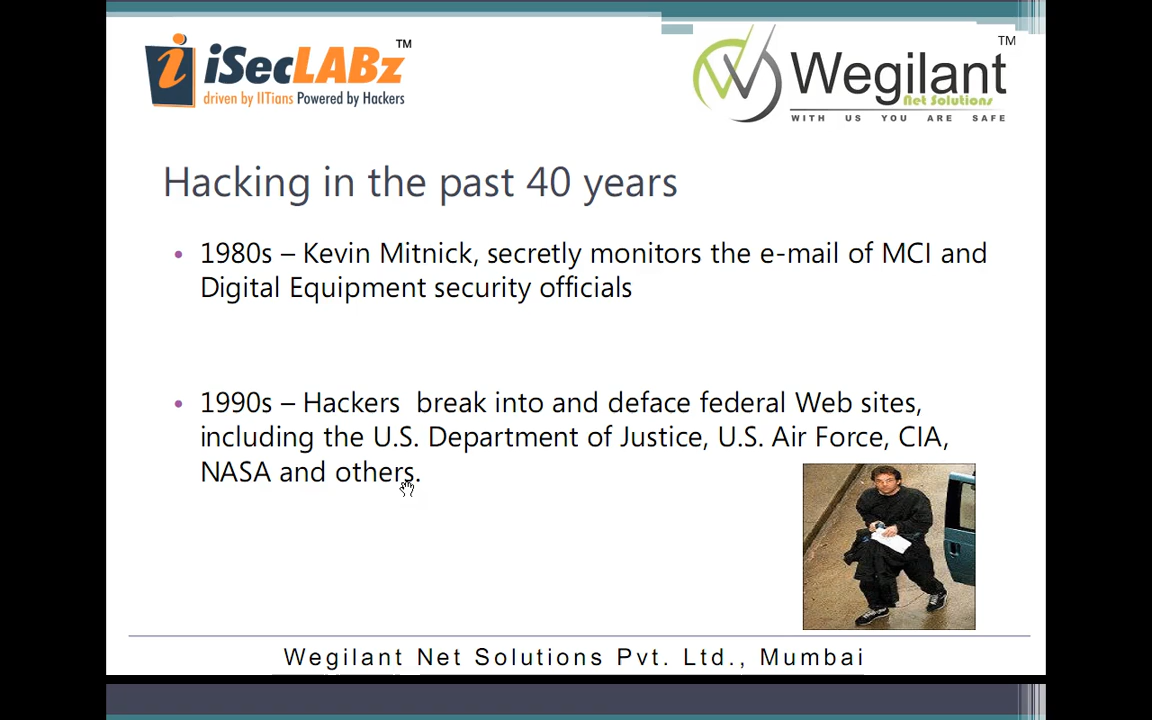 iSecLABz TM
driven by IITians Powered by Hackers
Wegilant TM
Net Solutions
WITH US YOU ARE SAFE
Hacking in the past 40 years
• 1980s – Kevin Mitnick, secretly monitors the e-mail of MCI and
Digital Equipment security officials
• 1990s – Hackers break into and deface federal Web sites,
including the U.S. Department of Justice, U.S. Air Force, CIA,
NASA and others.
Wegilant Net Solutions Pvt. Ltd., Mumbai